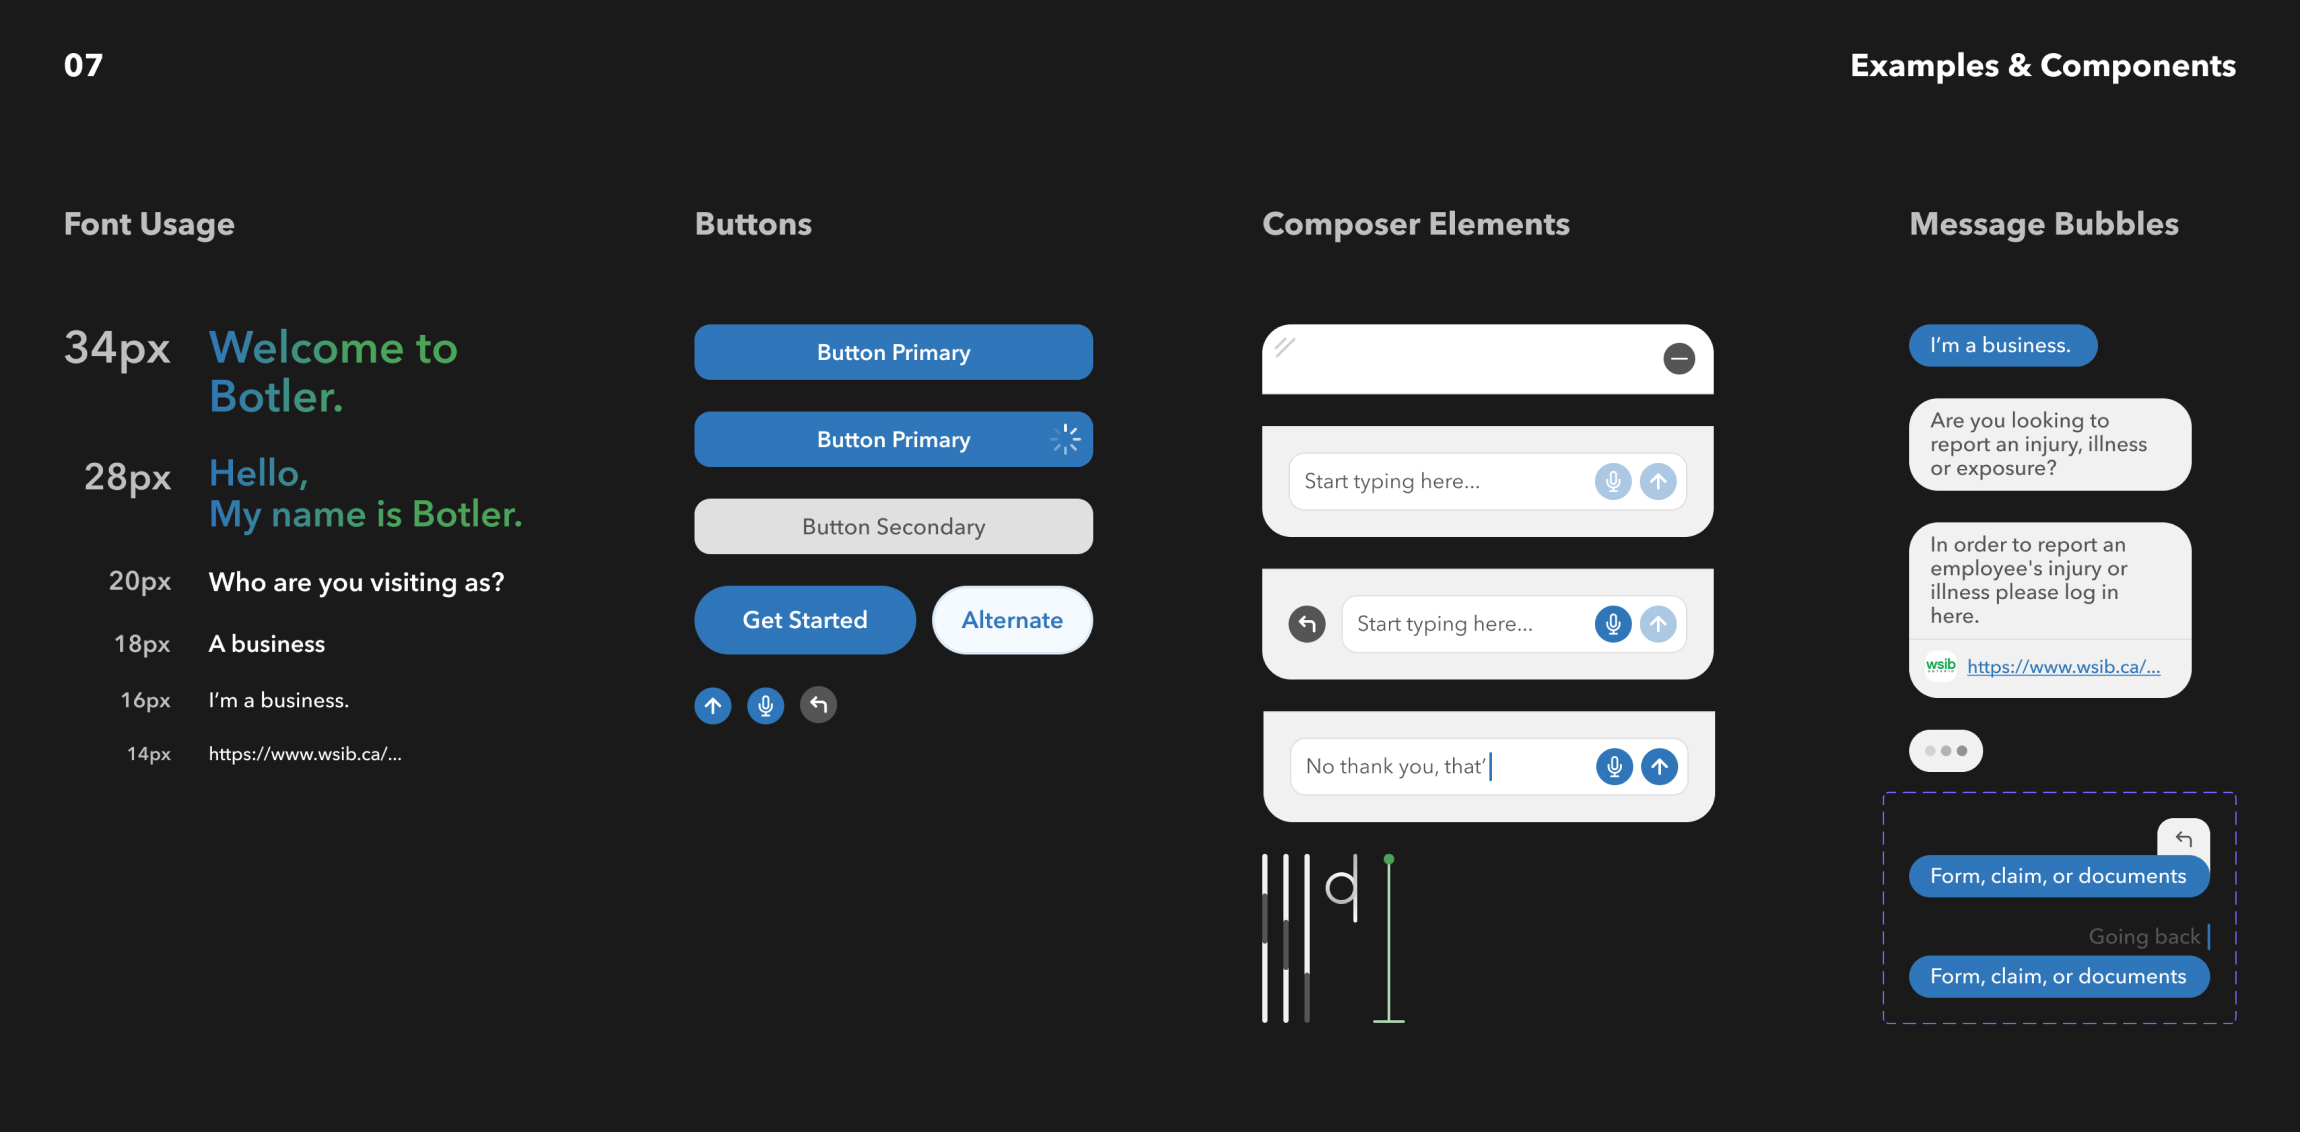 07
Examples & Components
Font Usage
34px
Welcome to
Botler.
28px
Hello,
My name is Botler.
20px
Who are you visiting as?
18px
A business
16px
I’m a business.
14px
https://www.wsib.ca/...
Buttons
Button Primary
Button Primary
Button Secondary
Get Started
Alternate
Composer Elements
Start typing here...
Start typing here...
No thank you, that’
Message Bubbles
I’m a business.
Are you looking to
report an injury, illness
or exposure?
In order to report an
employee's injury or
illness please log in
here.
wsib
https://www.wsib.ca/...
Form, claim, or documents
Going back
Form, claim, or documents